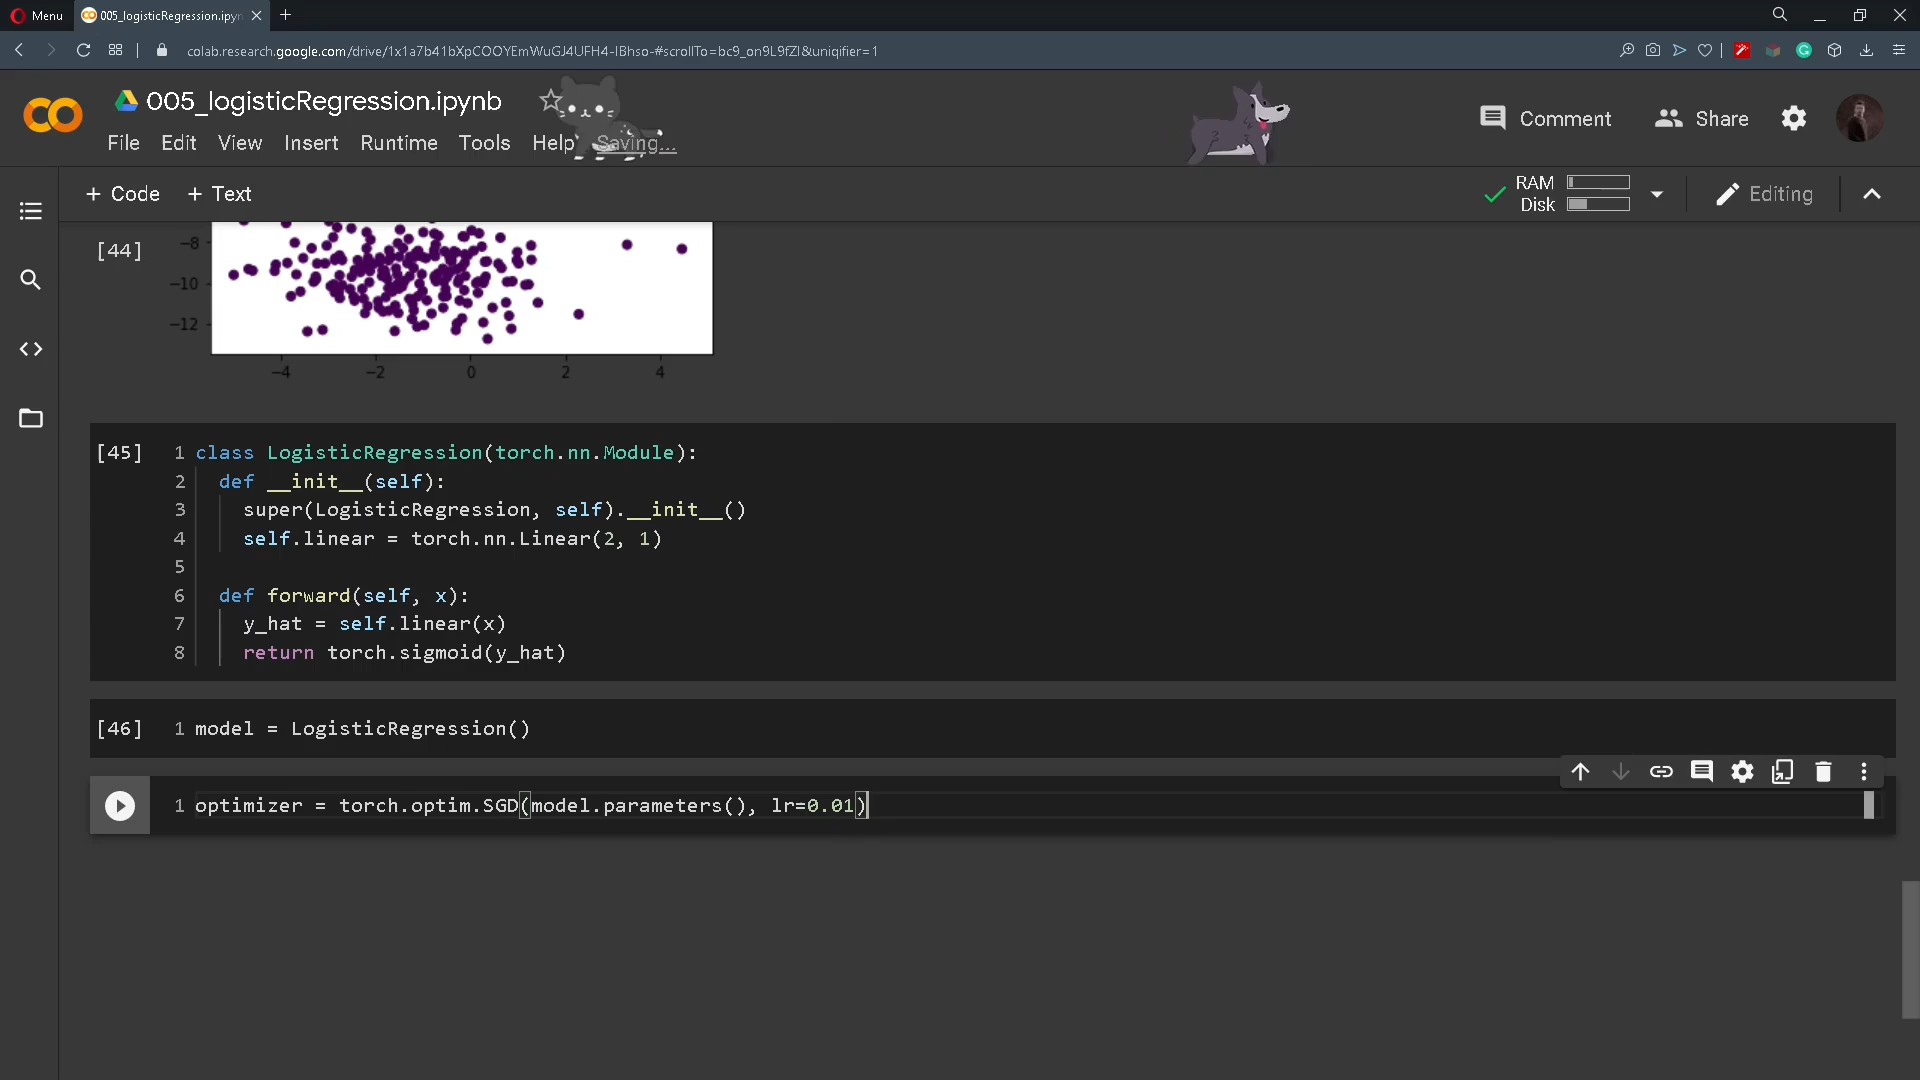 Menu
005_logisticRegression.ipyn
colab.research.google.com/drive/1x1a7b41bXpCOOYEmWuGJ4UFH4-IBhso-#scrollTo=bc9_on9L9fZI&uniqifier=1
CO
005_logisticRegression.ipynb
Comment
Share
File Edit View Insert Runtime Tools Help Saving...
+ Code + Text
RAM
Disk
Editing
[44]
−8
−10
−12
−4 −2 0 2 4
[45] 1 class LogisticRegression(torch.nn.Module):
2 def __init__(self):
3 super(LogisticRegression, self).__init__()
4 self.linear = torch.nn.Linear(2, 1)
5
6 def forward(self, x):
7 y_hat = self.linear(x)
8 return torch.sigmoid(y_hat)
[46] 1 model = LogisticRegression()
1 optimizer = torch.optim.SGD(model.parameters(), lr=0.01)